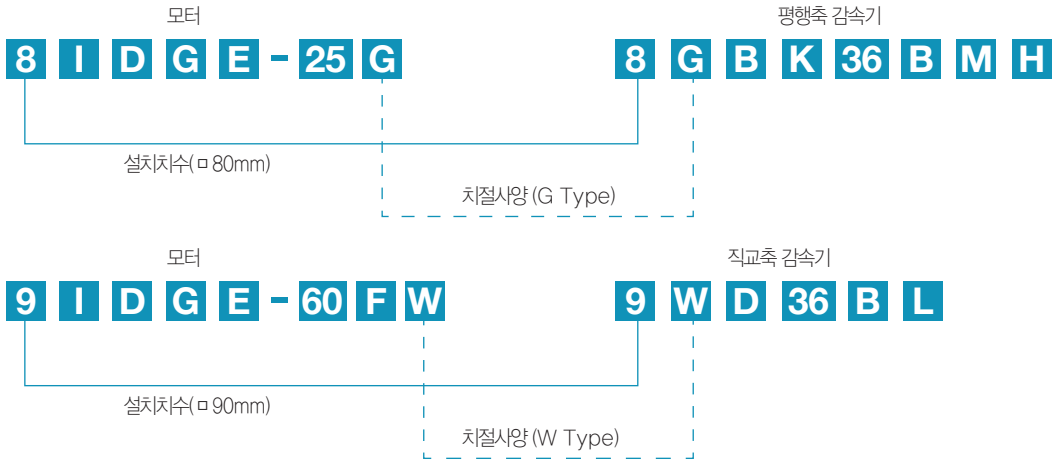 모터
평행축 감속기
8 I D G E - 25 G
8 G B K 36 B M H
설치치수(ㅁ80mm)
치절사양 (G Type)
모터
직교축 감속기
9 I D G E - 60 F W
9 W D 36 B L
설치치수(ㅁ90mm)
치절사양 (W Type)